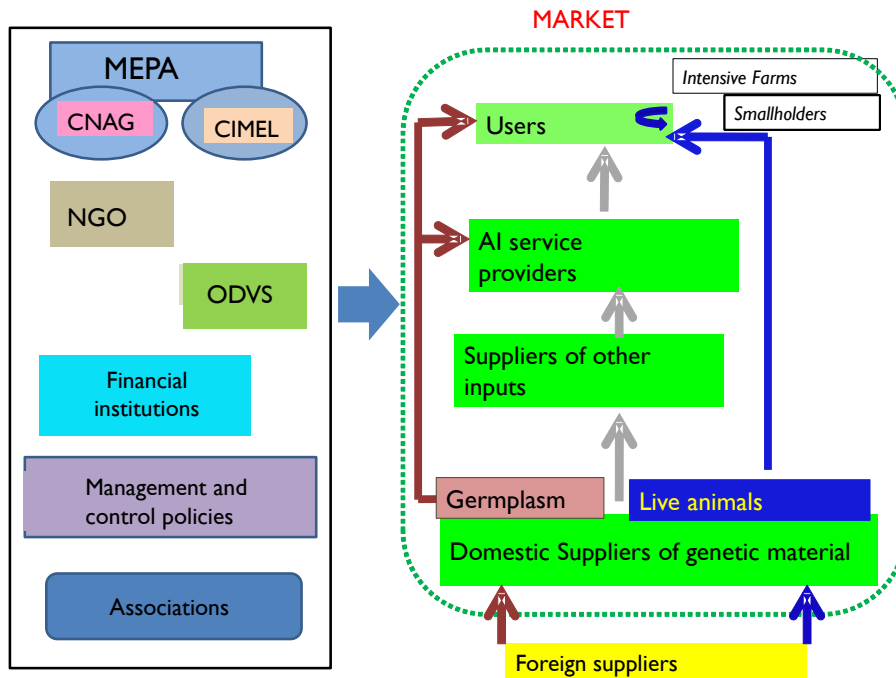 MARKET
MEPA
CNAG
CIMEL
NGO
ODVS
Financial
institutions
Management and
control policies
Associations
Intensive Farms
Smallholders
Users
AI service
providers
Suppliers of other
inputs
Germplasm
Live animals
Domestic Suppliers of genetic material
Foreign suppliers